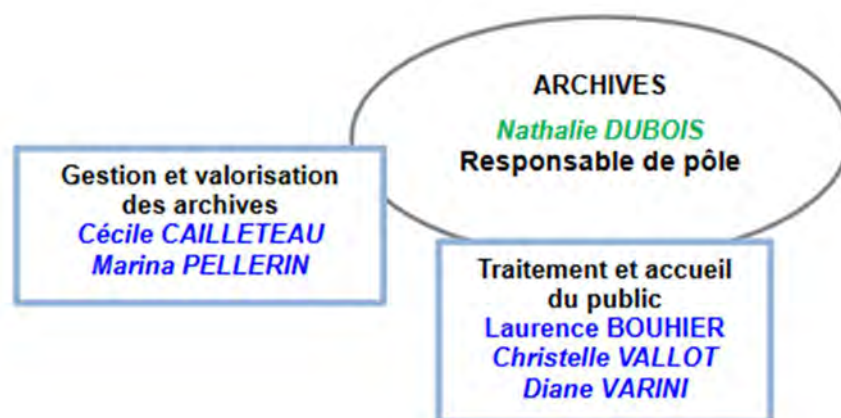 ARCHIVES
Nathalie DUBOIS
Responsable de pôle
Gestion et valorisation
des archives
Cécile CAILLETEAU
Marina PELLERIN
Traitement et accueil
du public
Laurence BOUHIER
Christelle VALLOT
Diane VARINI